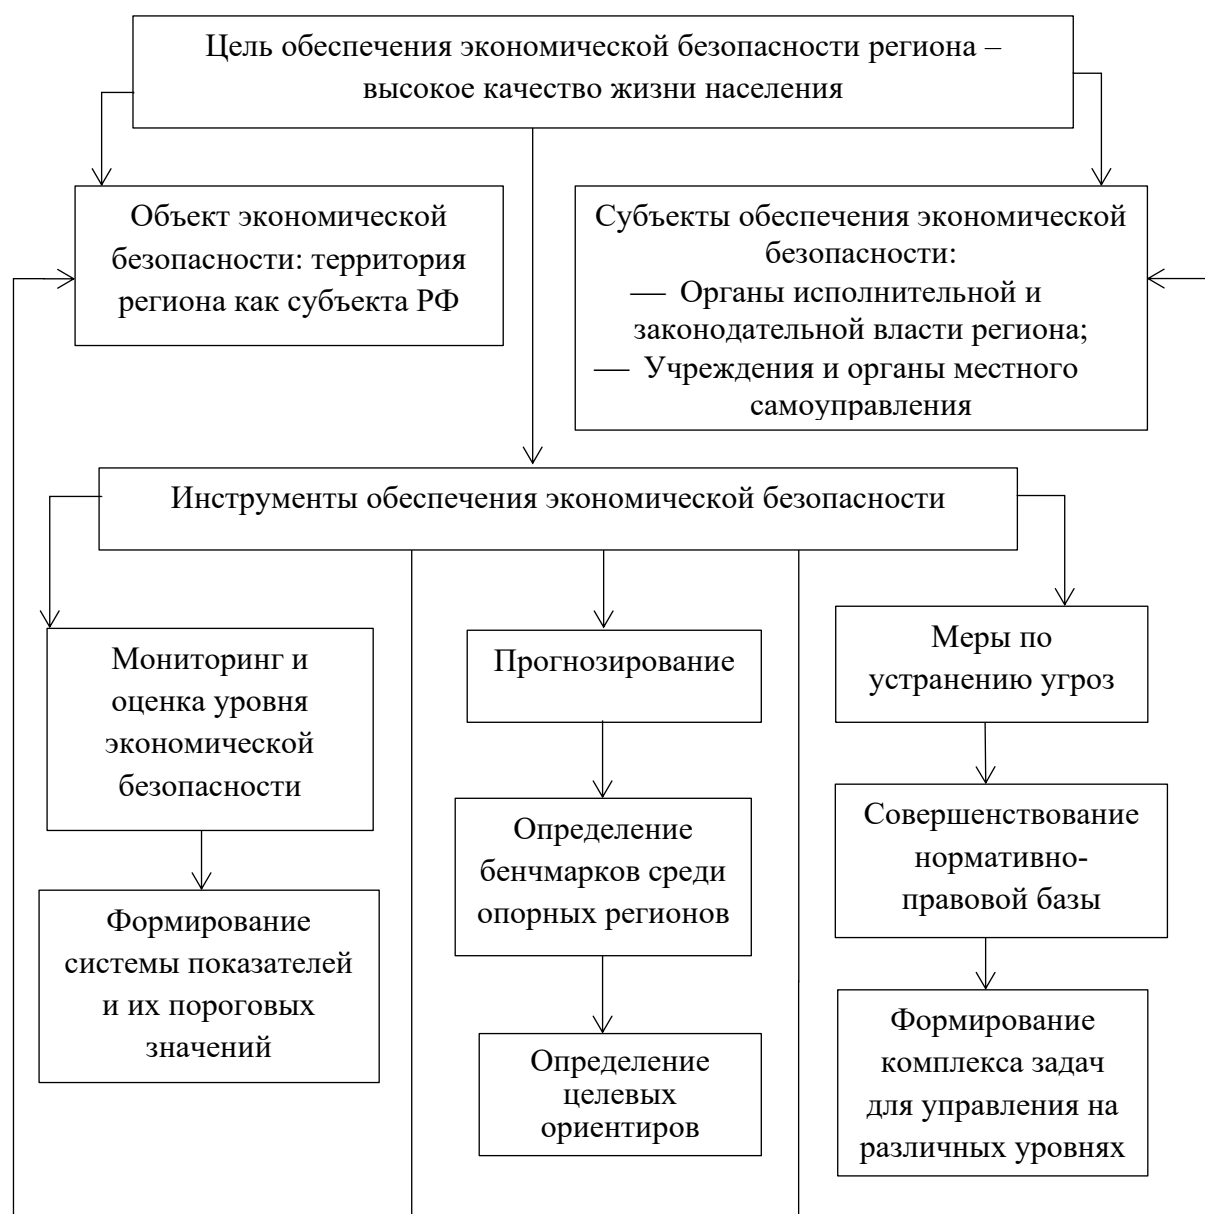 Цель обеспечения экономической безопасности региона –
высокое качество жизни населения
Объект экономической
безопасности: территория
региона как субъекта РФ
Субъекты обеспечения экономической
безопасности:
— Органы исполнительной и
законодательной власти региона;
— Учреждения и органы местного
самоуправления
Инструменты обеспечения экономической безопасности
Мониторинг и
оценка уровня
экономической
безопасности
Формирование
системы показателей
и их пороговых
значений
Прогнозирование
Определение
бенчмарков среди
опорных регионов
Определение
целевых
ориентиров
Меры по
устранению угроз
Совершенствование
нормативно-
правовой базы
Формирование
комплекса задач
для управления на
различных уровнях